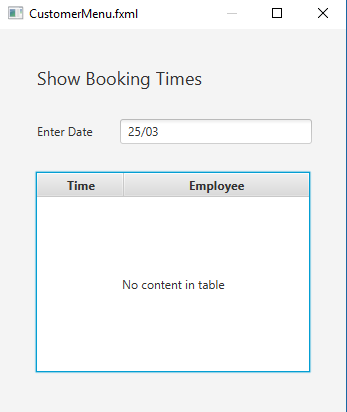 CustomerMenu.fxml
Show Booking Times
Enter Date 25/03
Time Employee
No content in table